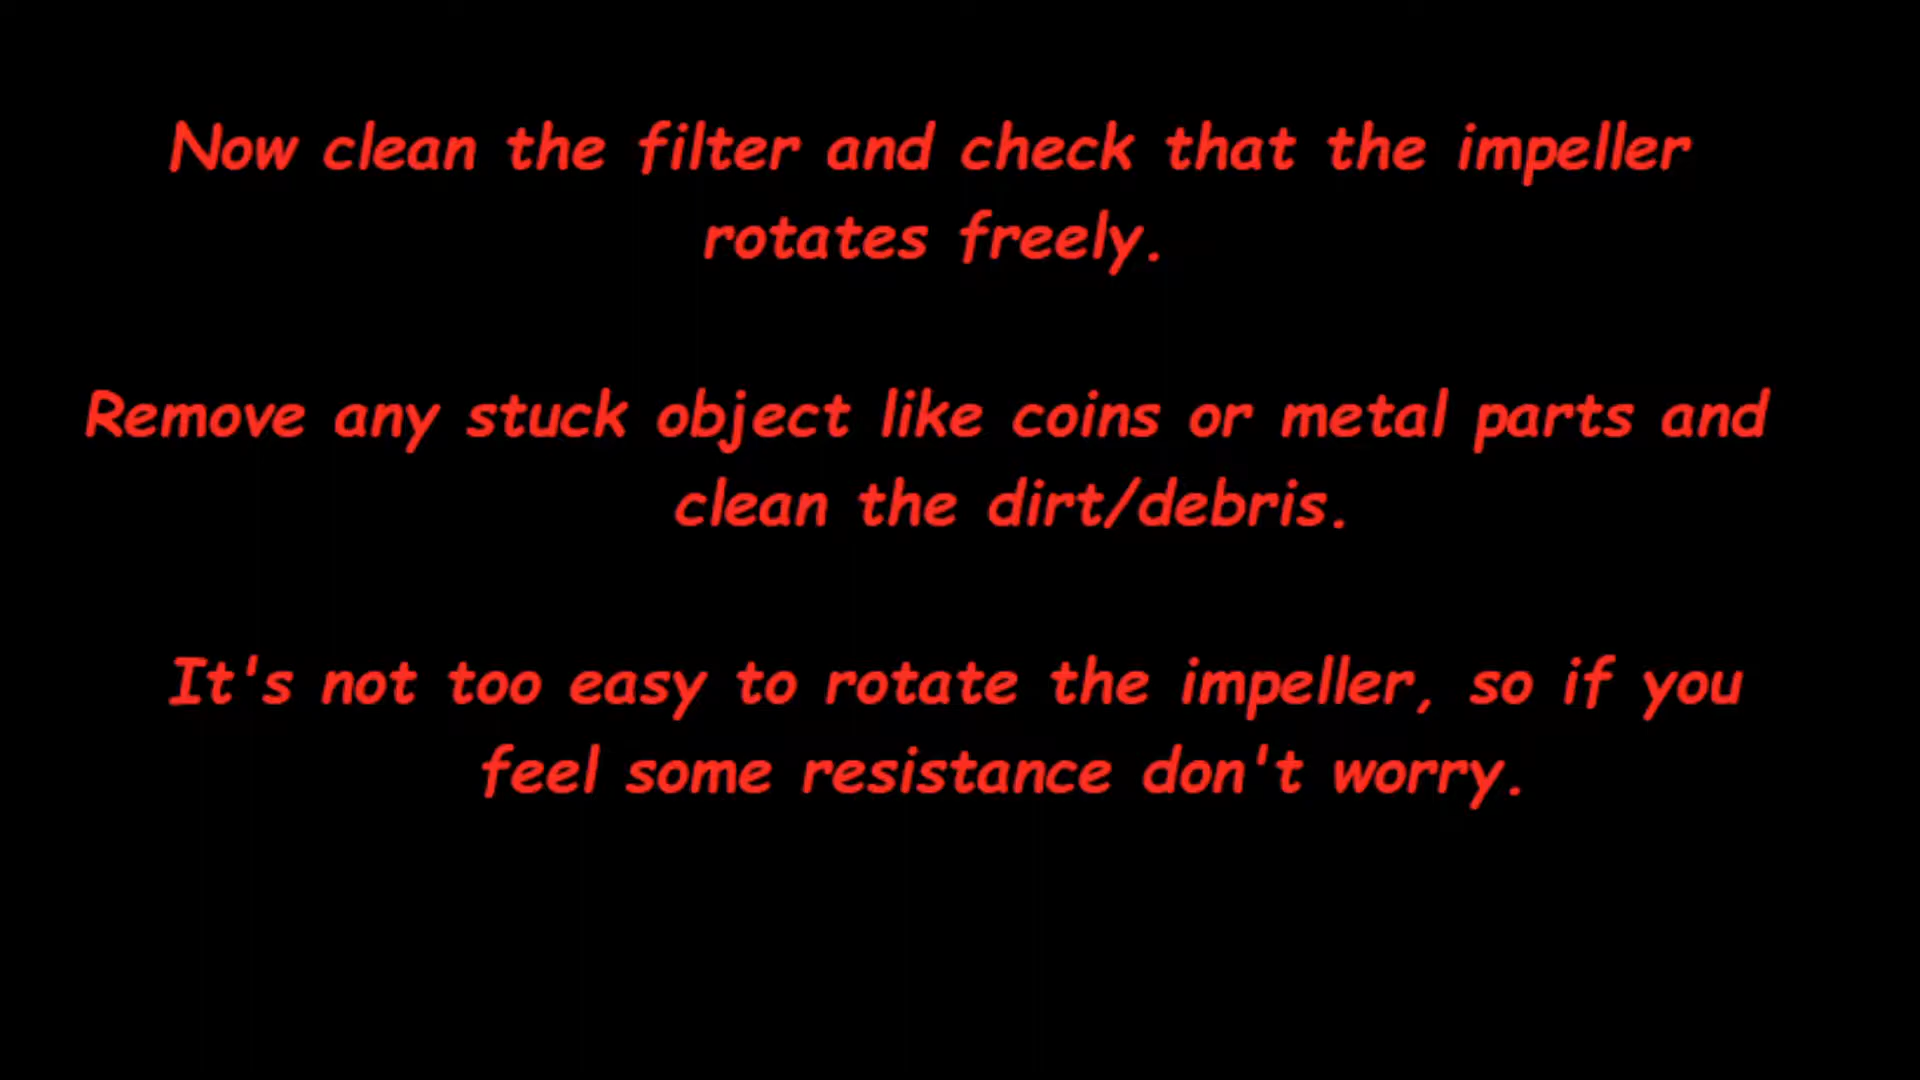 Now clean the filter and check that the impeller
rotates freely.
Remove any stuck object like coins or metal parts and
clean the dirt/debris.
It's not too easy to rotate the impeller, so if you
feel some resistance don't worry.